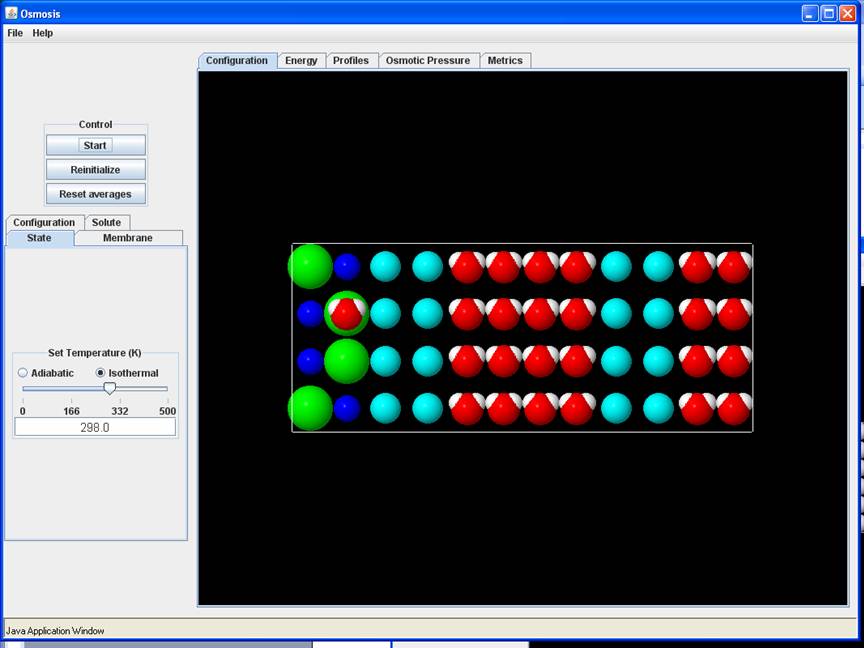 Osmosis
File Help
Configuration Energy Profiles Osmotic Pressure Metrics
Control
Start
Reinitialize
Reset averages
Configuration Solute
State Membrane
Set Temperature (K)
Adiabatic Isothermal
0 166 332 500
298.0
Java Application Window